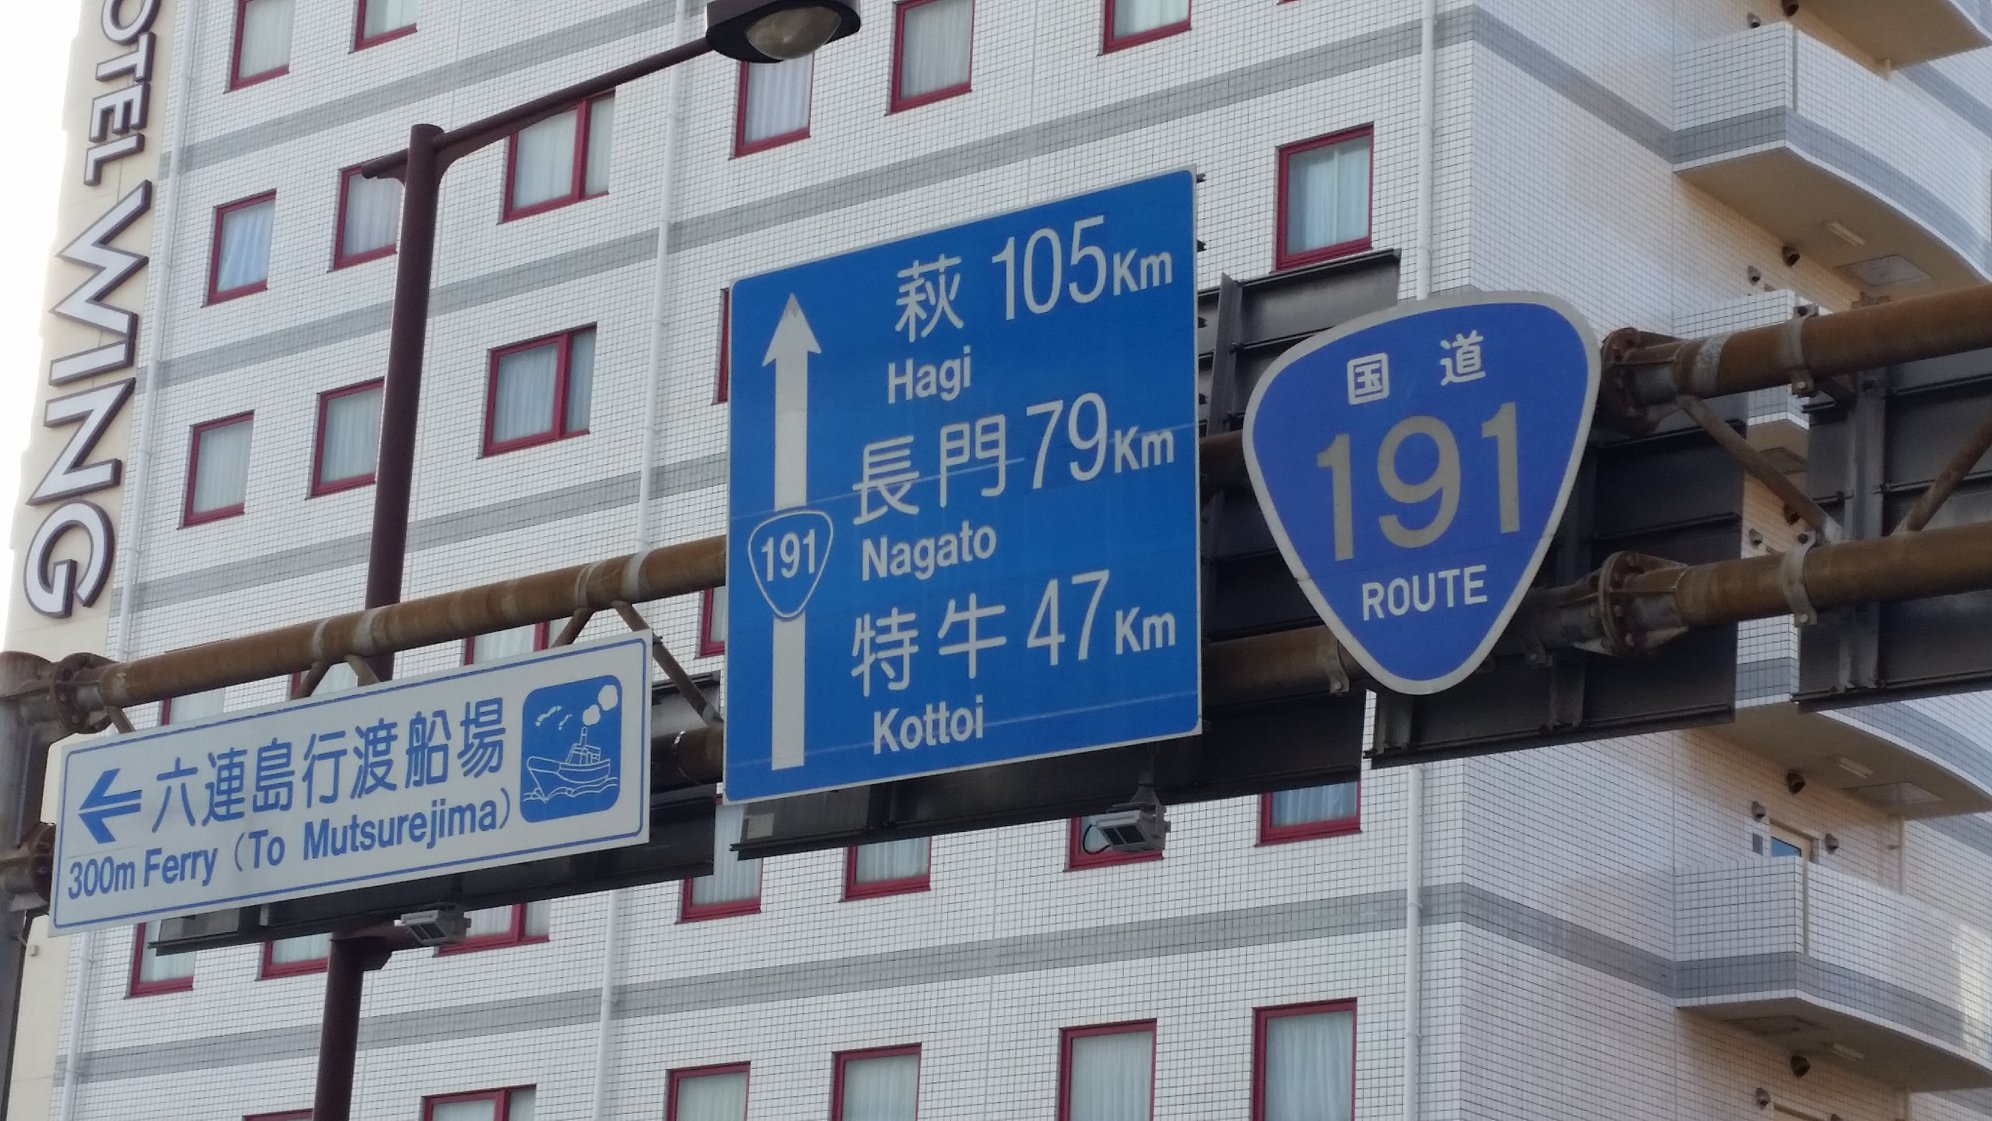 HOTEL WING
萩 105Km
Hagi
長門 79Km
Nagato
特牛 47Km
Kottoi
191
国道
191
ROUTE
六連島行渡船場
300m Ferry (To Mutsurejima)